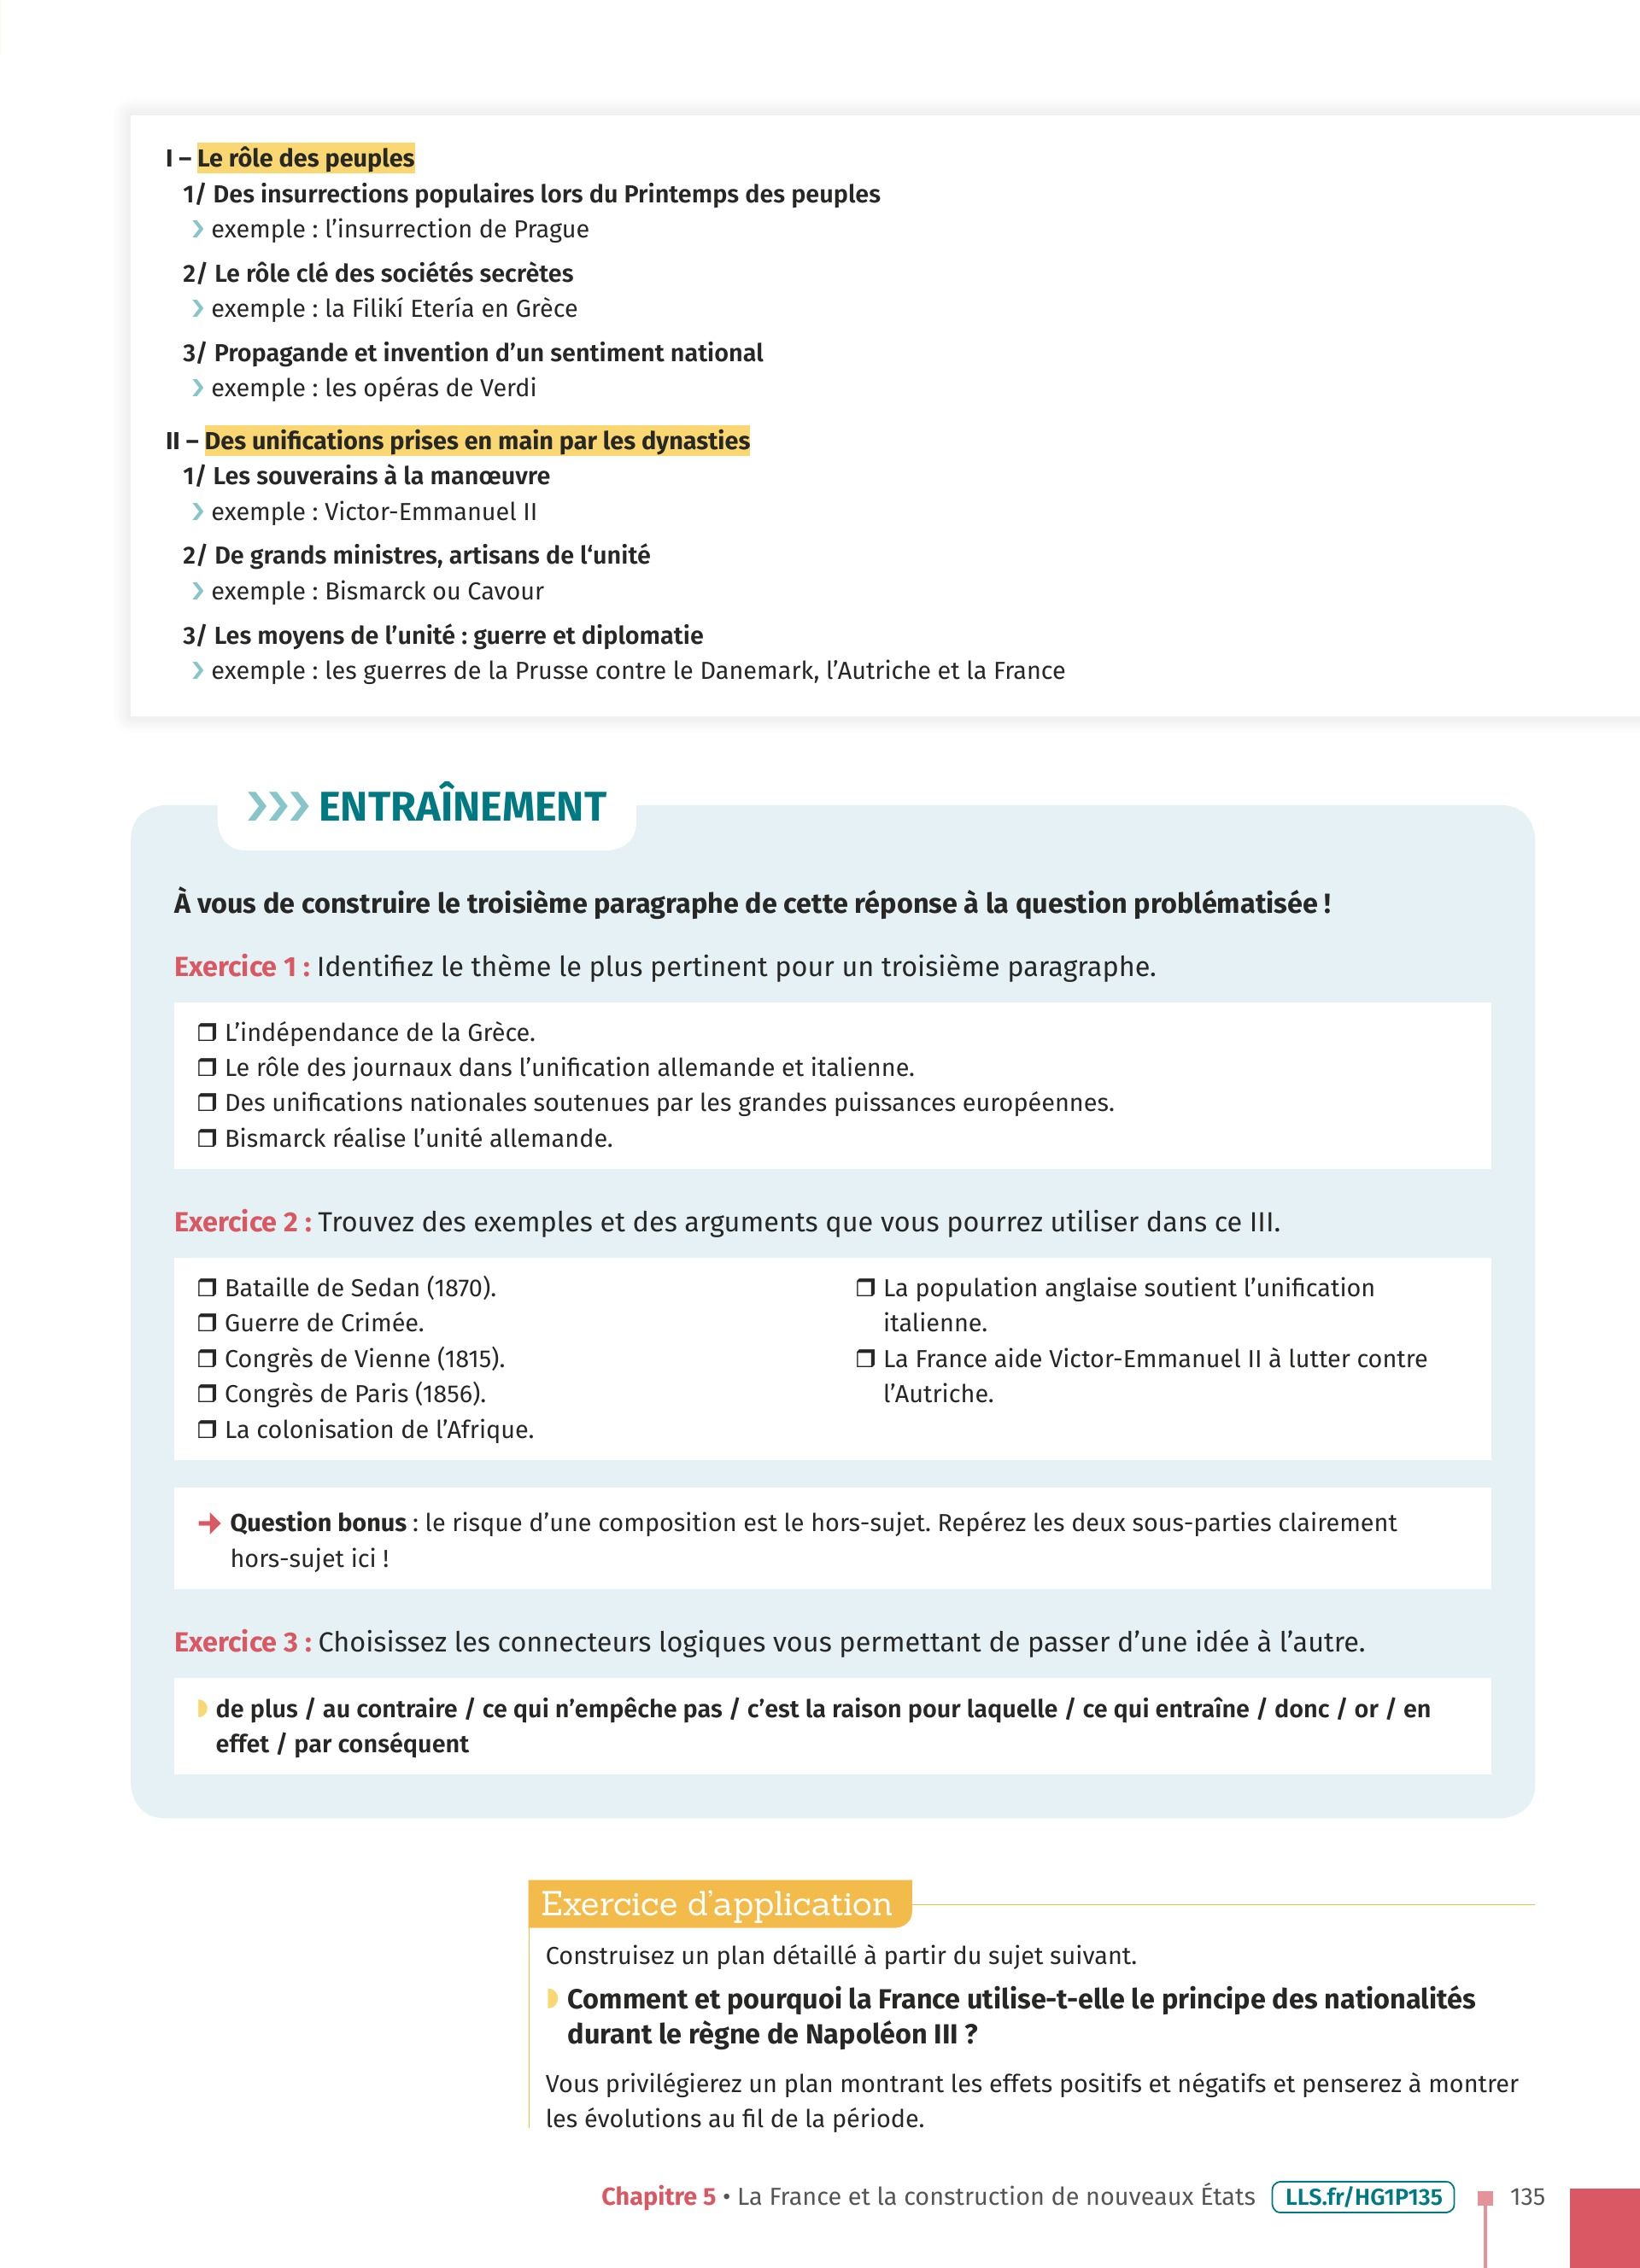 I – Le rôle des peuples
1/ Des insurrections populaires lors du Printemps des peuples
› exemple : l’insurrection de Prague
2/ Le rôle clé des sociétés secrètes
› exemple : la Filikí Etería en Grèce
3/ Propagande et invention d’un sentiment national
› exemple : les opéras de Verdi
II – Des unifications prises en main par les dynasties
1/ Les souverains à la manœuvre
› exemple : Victor-Emmanuel II
2/ De grands ministres, artisans de l‘unité
› exemple : Bismarck ou Cavour
3/ Les moyens de l’unité : guerre et diplomatie
› exemple : les guerres de la Prusse contre le Danemark, l’Autriche et la France
››› ENTRAÎNEMENT
À vous de construire le troisième paragraphe de cette réponse à la question problématisée !
Exercice 1 : Identifiez le thème le plus pertinent pour un troisième paragraphe.
❒ L’indépendance de la Grèce.
❒ Le rôle des journaux dans l’unification allemande et italienne.
❒ Des unifications nationales soutenues par les grandes puissances européennes.
❒ Bismarck réalise l’unité allemande.
Exercice 2 : Trouvez des exemples et des arguments que vous pourrez utiliser dans ce III.
❒ Bataille de Sedan (1870).
❒ Guerre de Crimée.
❒ Congrès de Vienne (1815).
❒ Congrès de Paris (1856).
❒ La colonisation de l’Afrique.
❒ La population anglaise soutient l’unification
italienne.
❒ La France aide Victor-Emmanuel II à lutter contre
l’Autriche.
➜ Question bonus : le risque d’une composition est le hors-sujet. Repérez les deux sous-parties clairement
hors-sujet ici !
Exercice 3 : Choisissez les connecteurs logiques vous permettant de passer d’une idée à l’autre.
◗ de plus / au contraire / ce qui n’empêche pas / c’est la raison pour laquelle / ce qui entraîne / donc / or / en
effet / par conséquent
Exercice d’application
Construisez un plan détaillé à partir du sujet suivant.
◗ Comment et pourquoi la France utilise-t-elle le principe des nationalités
durant le règne de Napoléon III ?
Vous privilégierez un plan montrant les effets positifs et négatifs et penserez à montrer
les évolutions au fil de la période.
Chapitre 5 • La France et la construction de nouveaux États LLS.fr/HG1P135 135